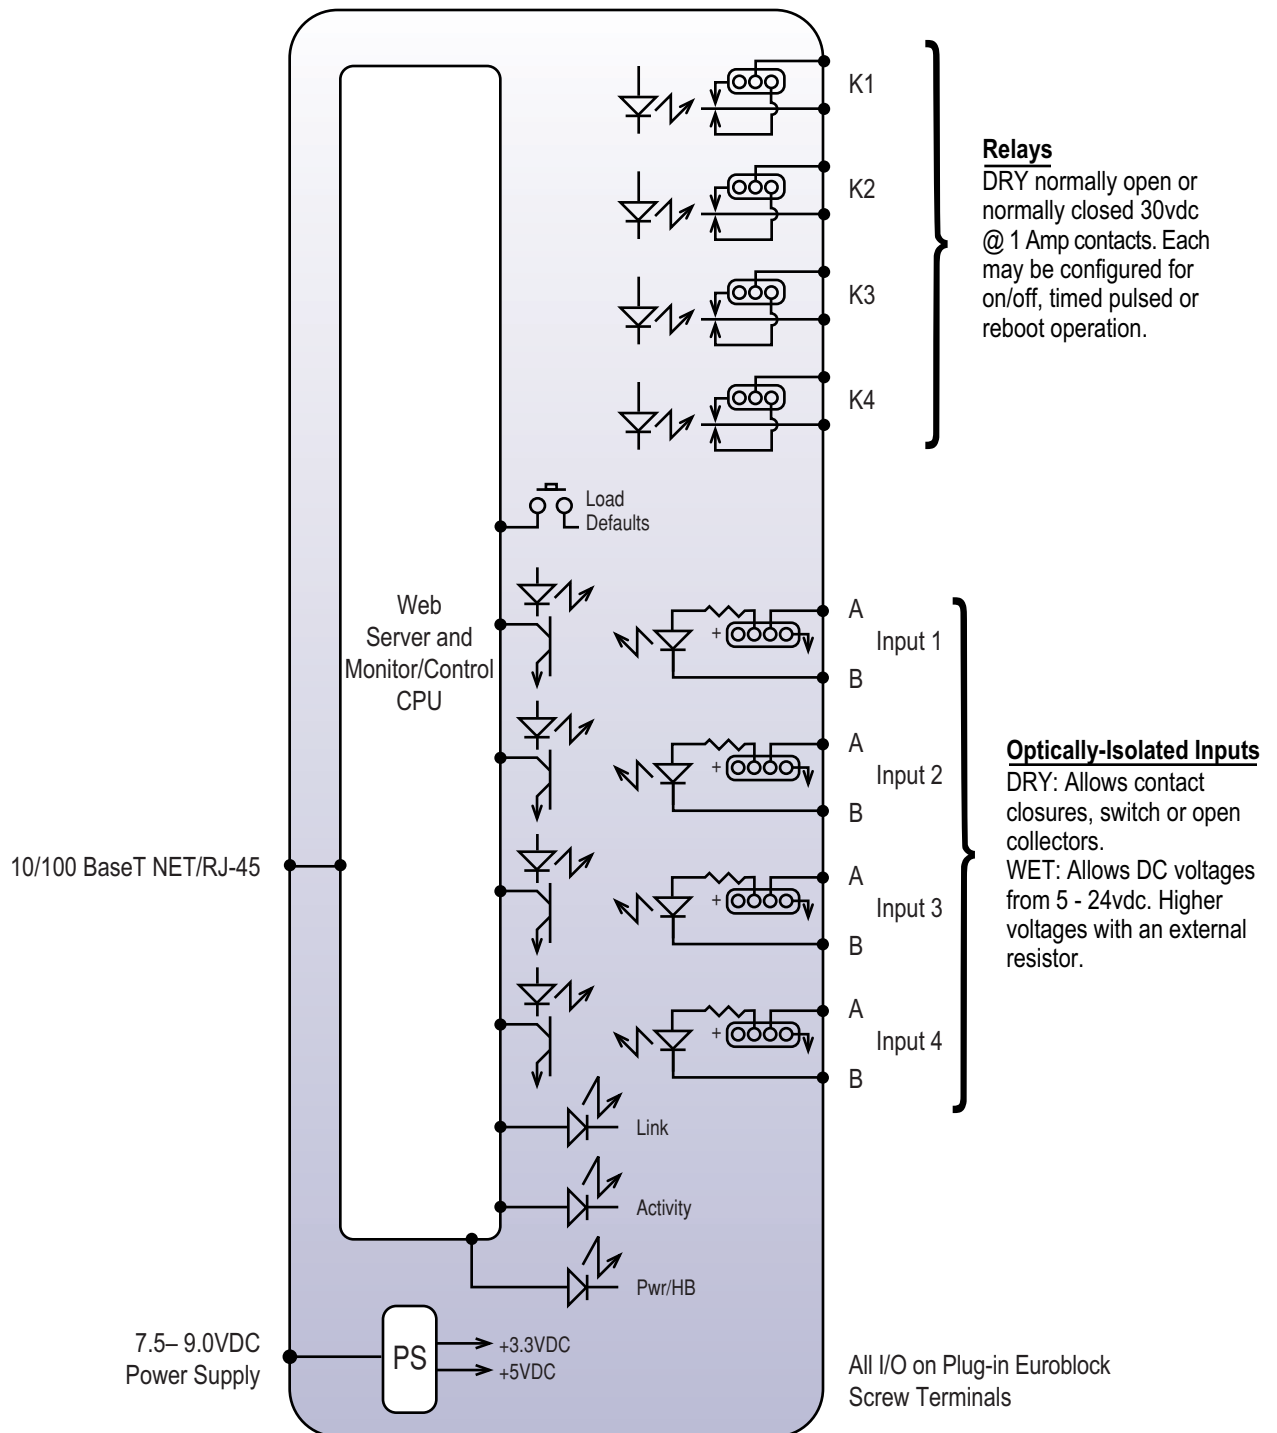 K1
K2
K3
K4
Relays
DRY normally open or
normally closed 30vdc
@ 1 Amp contacts. Each
may be configured for
on/off, timed pulsed or
reboot operation.
Load
Defaults
Web
Server and
Monitor/Control
CPU
+
A
Input 1
B
+
A
Input 2
B
+
A
Input 3
B
+
A
Input 4
B
Optically-Isolated Inputs
DRY: Allows contact
closures, switch or open
collectors.
WET: Allows DC voltages
from 5 - 24vdc. Higher
voltages with an external
resistor.
10/100 BaseT NET/RJ-45
Link
Activity
Pwr/HB
7.5– 9.0VDC
Power Supply
PS
+3.3VDC
+5VDC
All I/O on Plug-in Euroblock
Screw Terminals